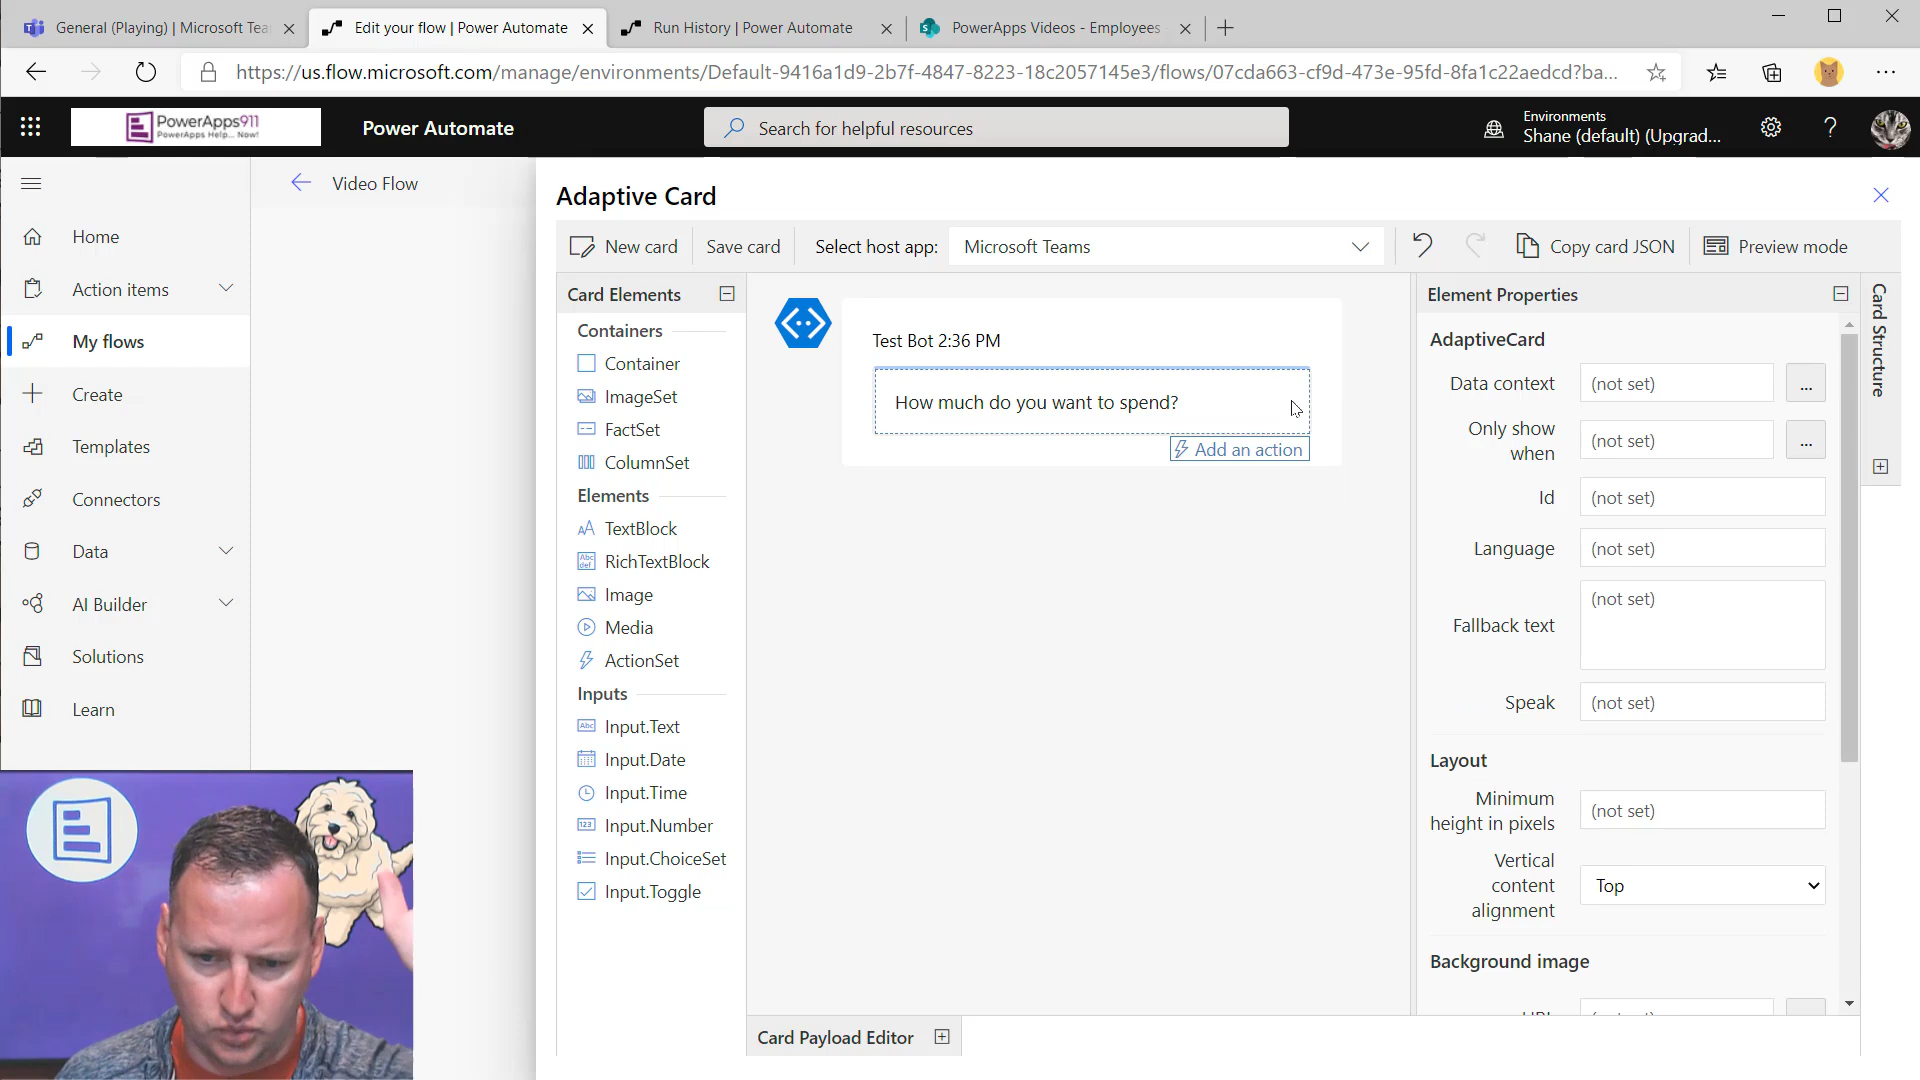 General (Playing) | Microsoft Tea
Edit your flow | Power Automate
Run History | Power Automate
PowerApps Videos - Employees
https://us.flow.microsoft.com/manage/environments/Default-9416a1d9-2b7f-4847-8223-18c2057145e3/flows/07cda663-cf9d-473e-95fd-8fa1c22aedcd?ba...
PowerApps911
PowerApps Help... Now!
Power Automate
Search for helpful resources
Environments
Shane (default) (Upgrad...
?
Home
Action items
My flows
Create
Templates
Connectors
Data
AI Builder
Solutions
Learn
Video Flow
Adaptive Card
New card
Save card
Select host app:
Microsoft Teams
Copy card JSON
Preview mode
Card Elements
Containers
Container
ImageSet
FactSet
ColumnSet
Elements
TextBlock
RichTextBlock
Image
Media
ActionSet
Inputs
Input.Text
Input.Date
Input.Time
Input.Number
Input.ChoiceSet
Input.Toggle
Test Bot 2:36 PM
How much do you want to spend?
Add an action
Card Payload Editor
Element Properties
AdaptiveCard
Data context
(not set)
...
Only show
when
(not set)
...
Id
(not set)
Language
(not set)
Fallback text
(not set)
Speak
(not set)
Layout
Minimum
height in pixels
(not set)
Vertical
content
alignment
Top
Background image
Card Structure